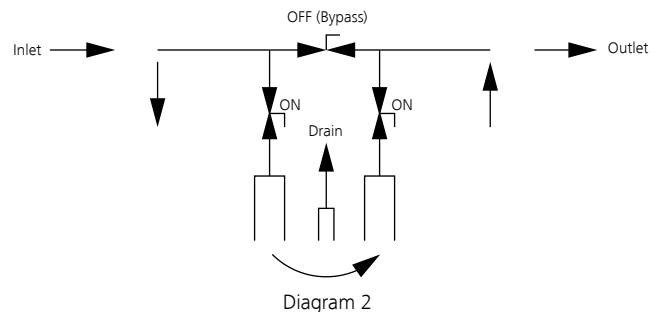 OFF (Bypass)
Inlet
Outlet
ON
ON
Drain
Diagram 2